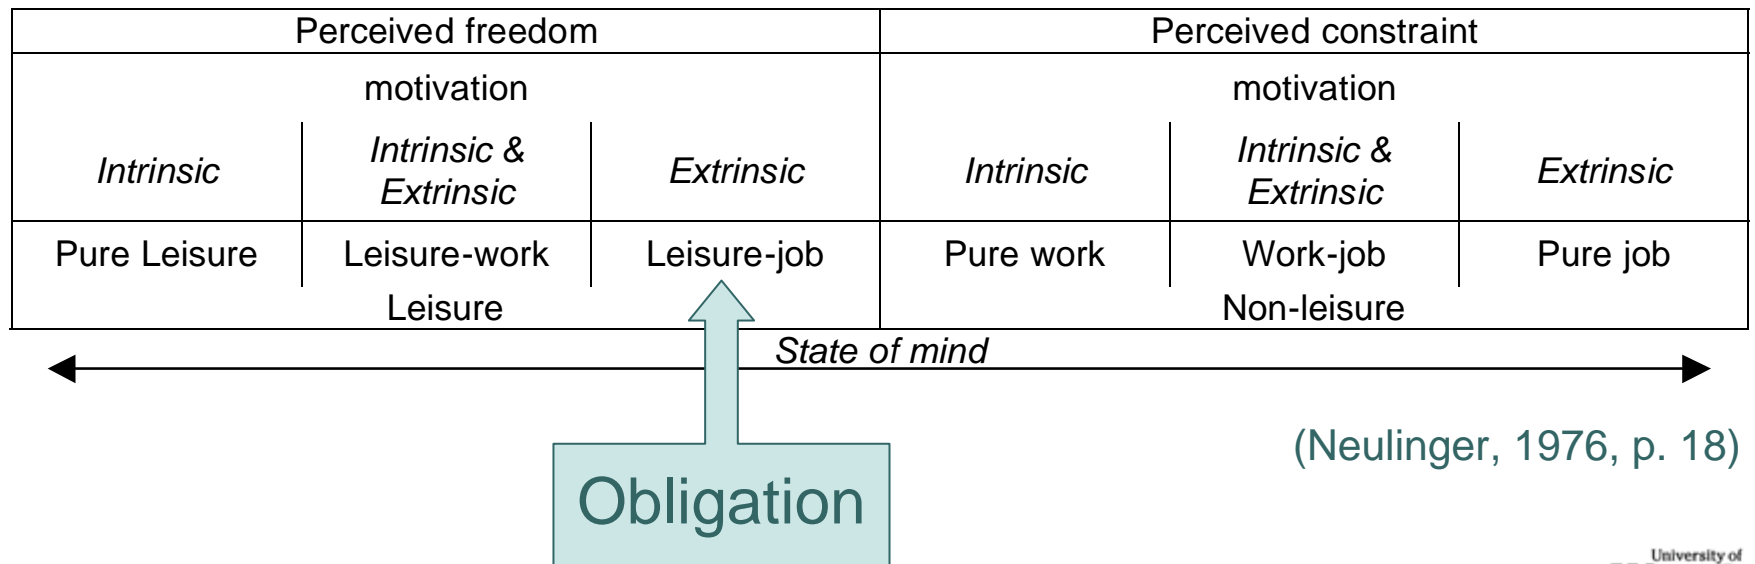 Perceived freedom
Perceived constraint
motivation
motivation
Intrinsic
Intrinsic &
Extrinsic
Extrinsic
Intrinsic
Intrinsic &
Extrinsic
Extrinsic
Pure Leisure
Leisure-work
Leisure-job
Pure work
Work-job
Pure job
Leisure
Non-leisure
State of mind
(Neulinger, 1976, p. 18)
Obligation
University of